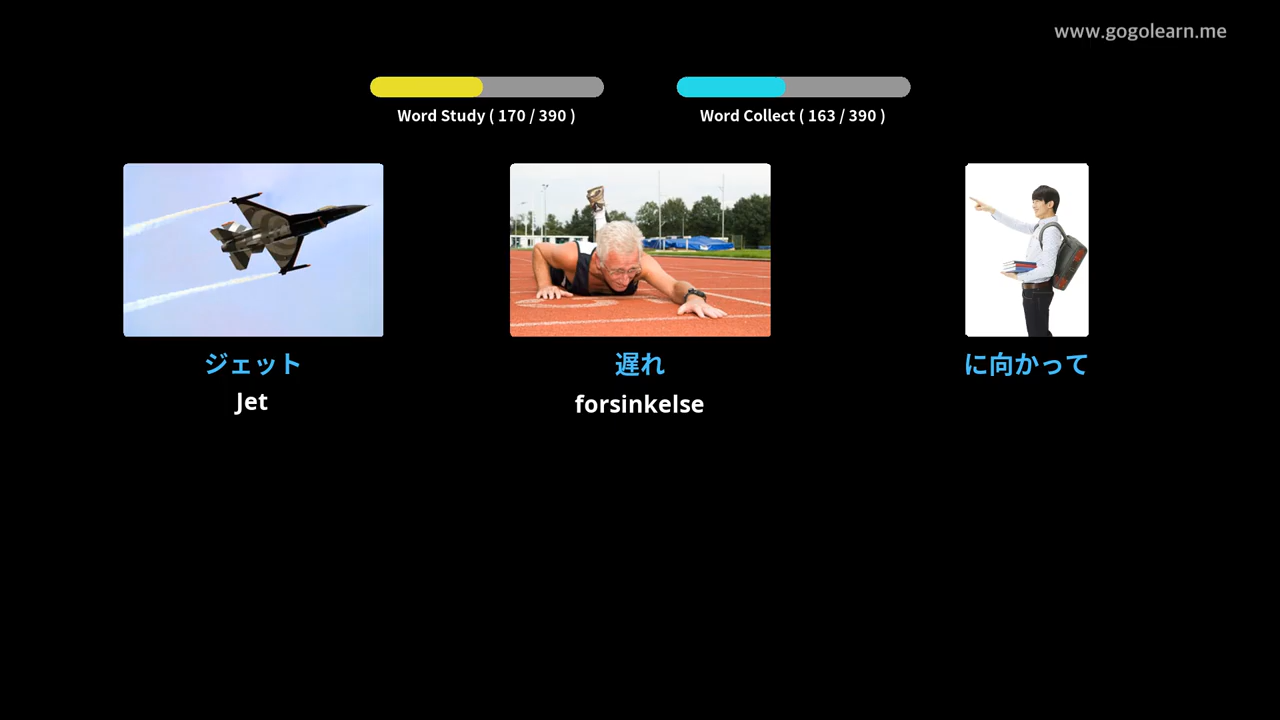 www.gogolearn.me
Word Study ( 170 / 390 )
Word Collect ( 163 / 390 )
ジェット
遅れ
に向かって
Jet
forsinkelse